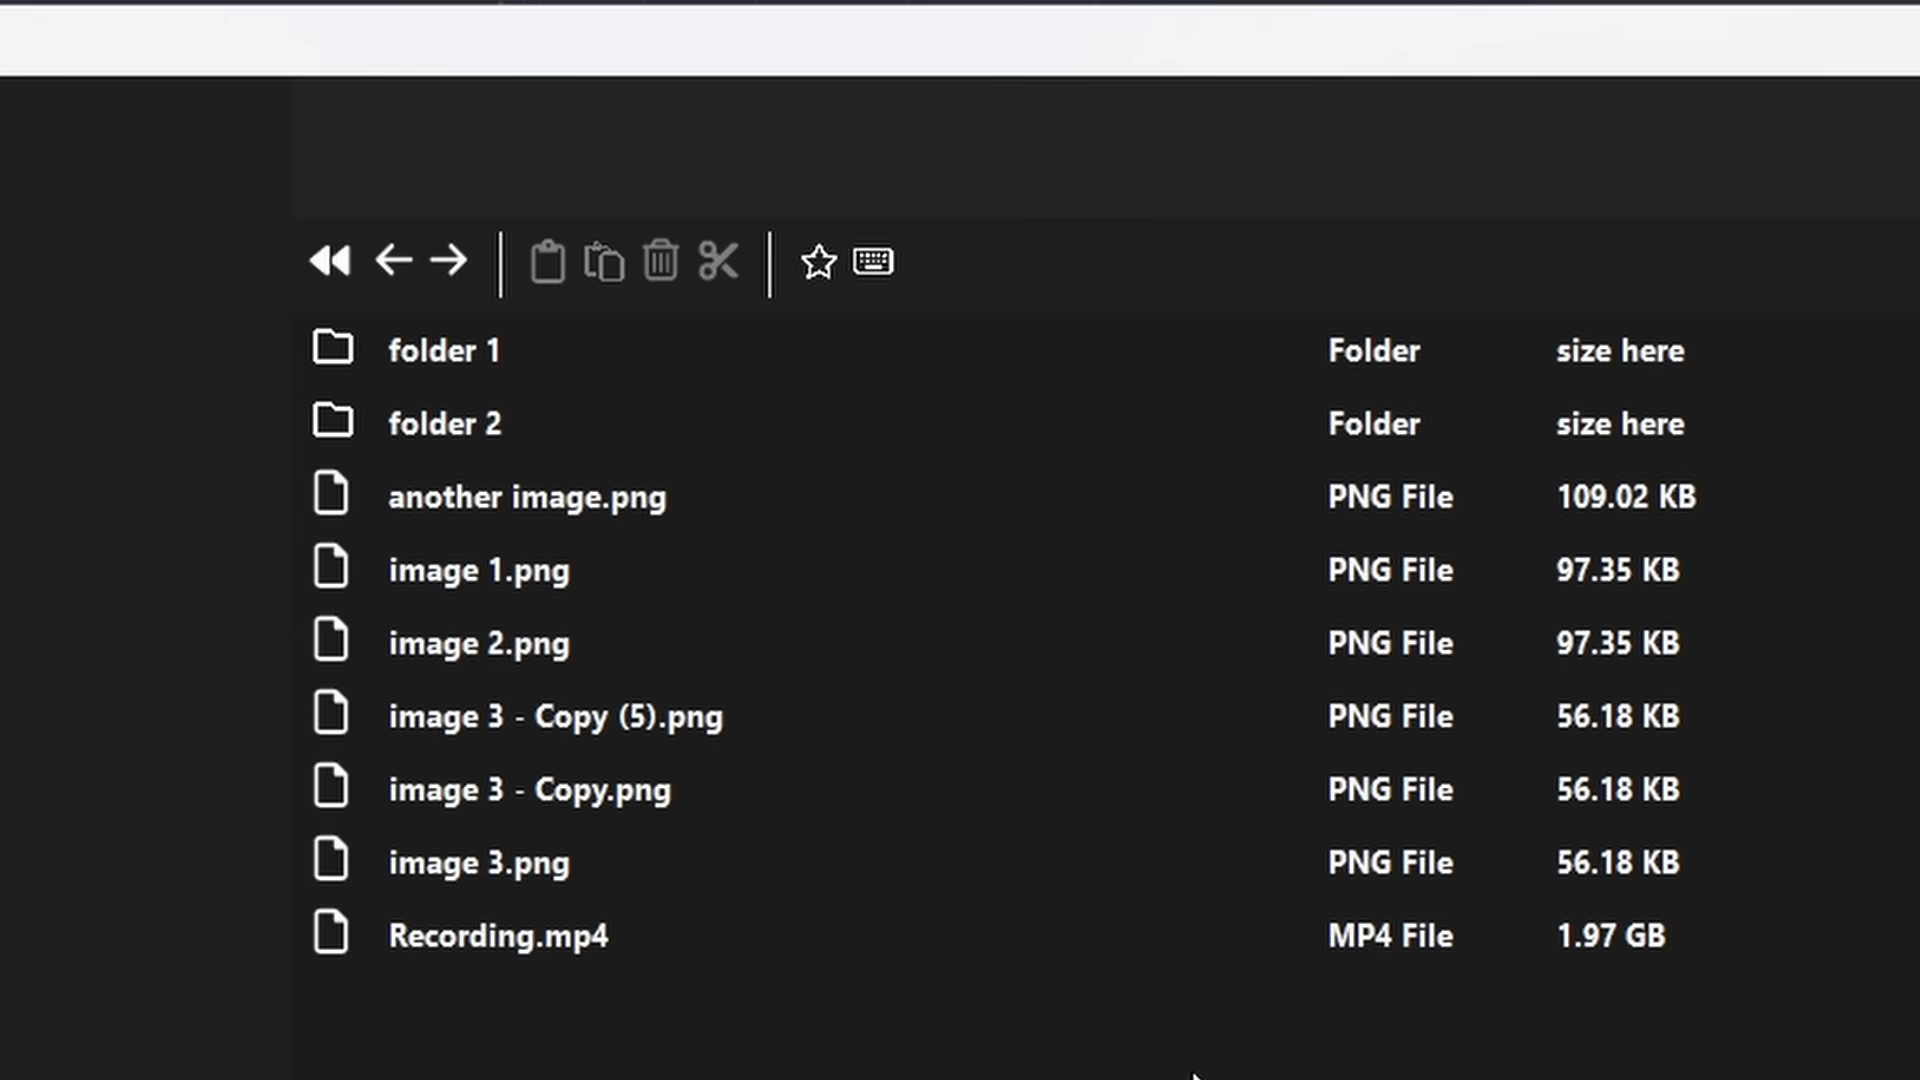 folder 1 Folder size here
folder 2 Folder size here
another image.png PNG File 109.02 KB
image 1.png PNG File 97.35 KB
image 2.png PNG File 97.35 KB
image 3 - Copy (5).png PNG File 56.18 KB
image 3 - Copy.png PNG File 56.18 KB
image 3.png PNG File 56.18 KB
Recording.mp4 MP4 File 1.97 GB